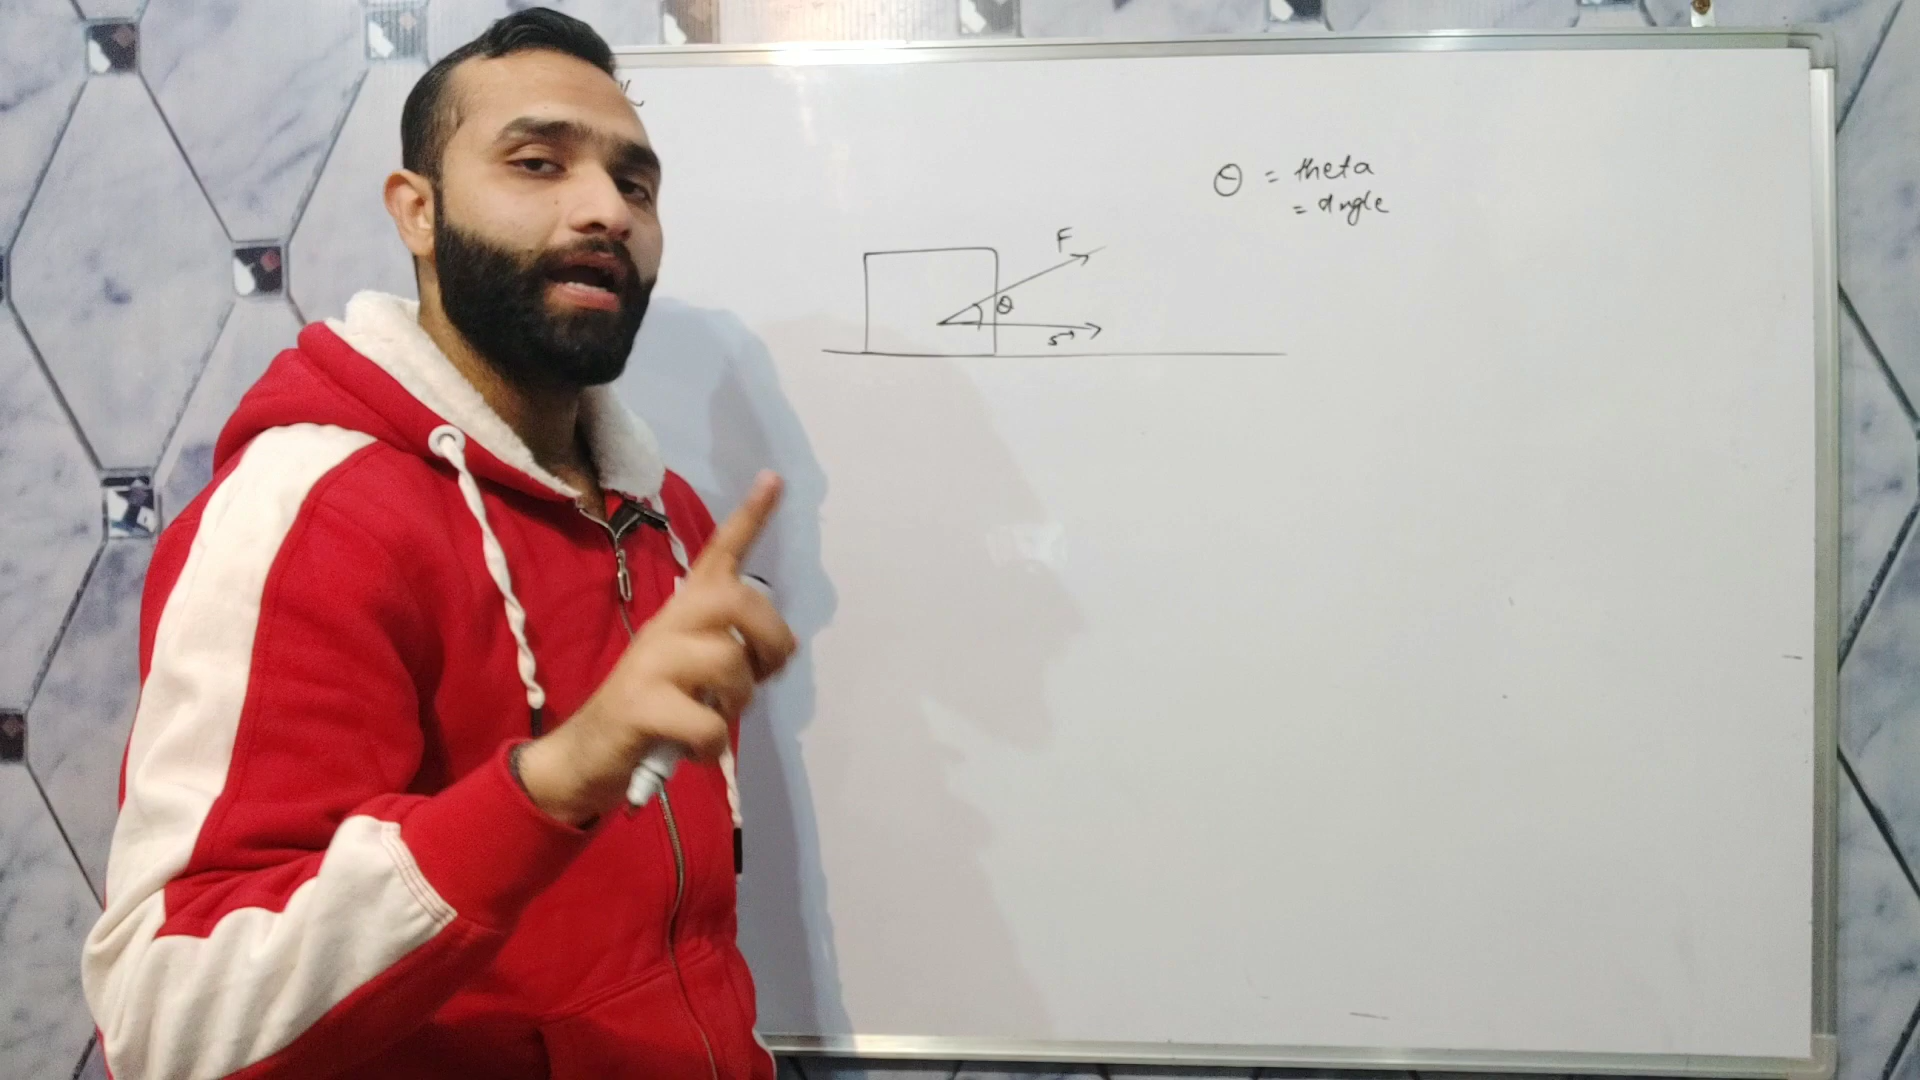 θ = theta
= angle
F
θ
s